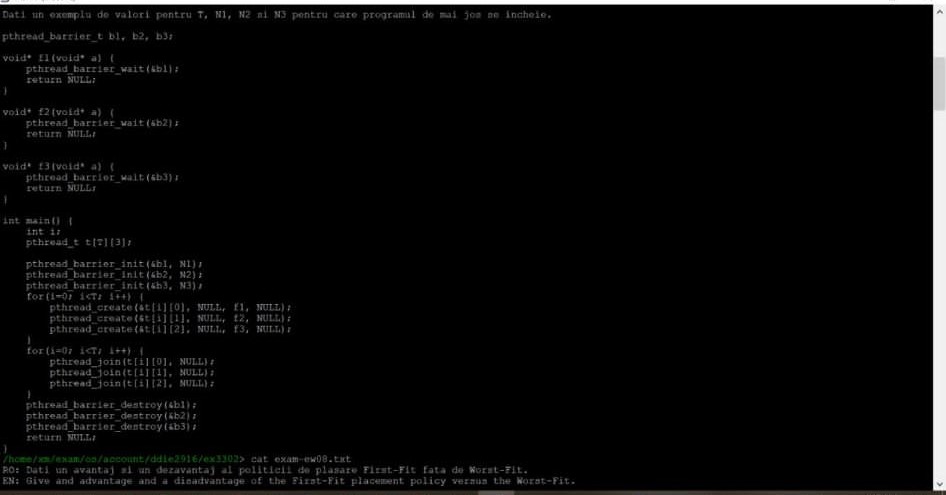 Dati un exemplu de valori pentru T, N1, N2 si N3 pentru care programul de mai jos se incheie.
pthread_barrier_t b1, b2, b3;
void* f1(void* a) {
    pthread_barrier_wait(&b1);
    return NULL;
}
void* f2(void* a) {
    pthread_barrier_wait(&b2);
    return NULL;
}
void* f3(void* a) {
    pthread_barrier_wait(&b3);
    return NULL;
}
int main() {
    int i;
    pthread_t t[T][3];
    pthread_barrier_init(&b1, N1);
    pthread_barrier_init(&b2, N2);
    pthread_barrier_init(&b3, N3);
    for(i=0; i<T; i++) {
        pthread_create(&t[i][0], NULL, f1, NULL);
        pthread_create(&t[i][1], NULL, f2, NULL);
        pthread_create(&t[i][2], NULL, f3, NULL);
    }
    for(i=0; i<T; i++) {
        pthread_join(t[i][0], NULL);
        pthread_join(t[i][1], NULL);
        pthread_join(t[i][2], NULL);
    }
    pthread_barrier_destroy(&b1);
    pthread_barrier_destroy(&b2);
    pthread_barrier_destroy(&b3);
    return NULL;
}
/home/xm/exam/os/account/ddie2916/ex3302> cat exam-ew08.txt
RO: Dati un avantaj si un dezavantaj al politicii de plasare First-Fit fata de Worst-Fit.
EN: Give and advantage and a disadvantage of the First-Fit placement policy versus the Worst-Fit.